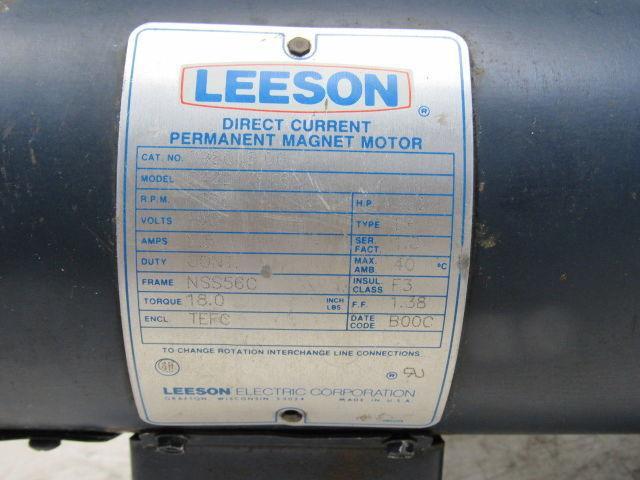 LEESON ®
DIRECT CURRENT
PERMANENT MAGNET MOTOR
CAT. NO.
MODEL
R.P.M. H.P.
VOLTS TYPE
AMPS SER. FACT.
DUTY CONT. MAX. AMB. 40 °C
FRAME NSS56C INSUL. CLASS F3
TORQUE 18.0 INCH LBS. F.F. 1.38
ENCL TEFC DATE CODE B00C
TO CHANGE ROTATION INTERCHANGE LINE CONNECTIONS
®
LEESON ELECTRIC CORPORATION
GRAFTON, WISCONSIN 53024 MADE IN U.S.A.